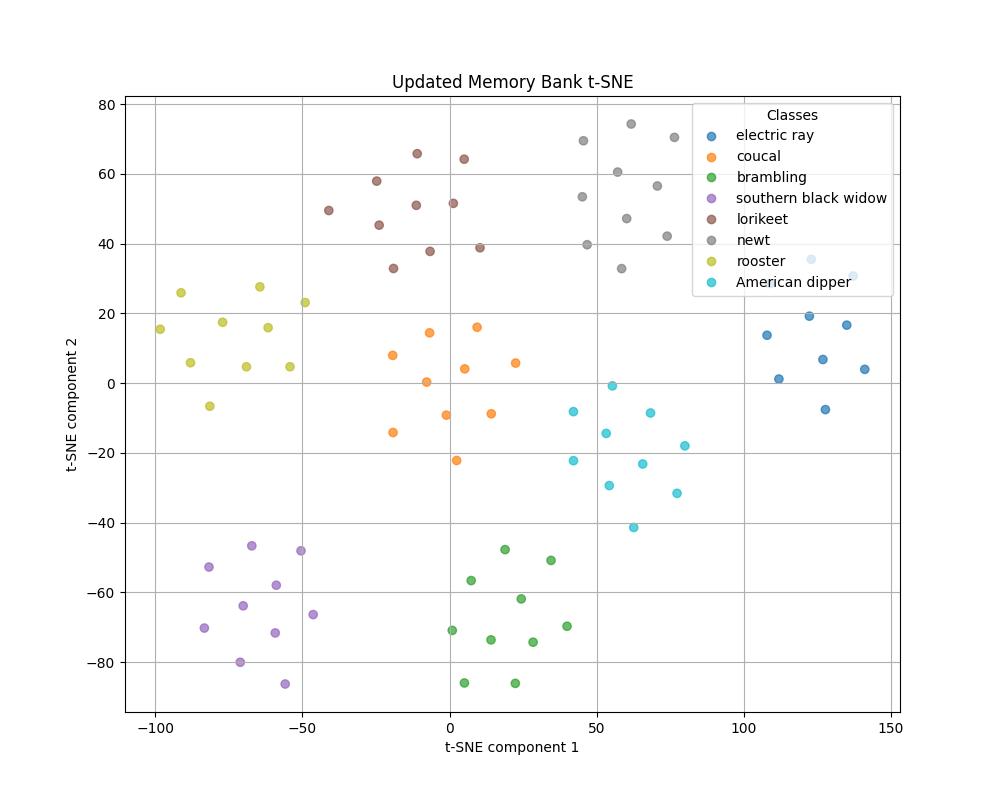 Updated Memory Bank t-SNE
Classes
electric ray
coucal
brambling
southern black widow
lorikeet
newt
rooster
American dipper
80
60
40
20
0
−20
−40
−60
−80
t-SNE component 2
−100 −50 0 50 100 150
t-SNE component 1